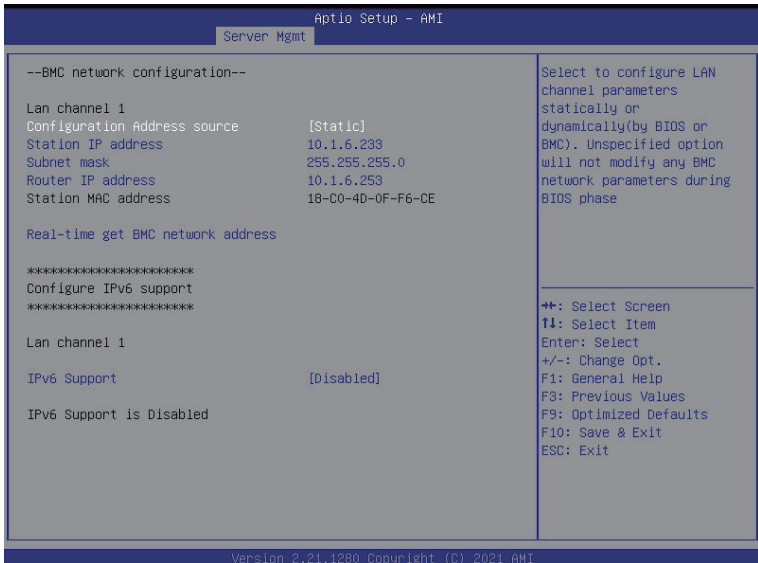 Aptio Setup – AMI
Server Mgmt
--BMC network configuration--
Lan channel 1
Configuration Address source [Static]
Station IP address 10.1.6.233
Subnet mask 255.255.255.0
Router IP address 10.1.6.253
Station MAC address 18-C0-4D-0F-F6-CE
Real-time get BMC network address
**********************
Configure IPv6 support
**********************
Lan channel 1
IPv6 Support [Disabled]
IPv6 Support is Disabled
Select to configure LAN
channel parameters
statically or
dynamically(by BIOS or
BMC). Unspecified option
will not modify any BMC
network parameters during
BIOS phase
→←: Select Screen
↑↓: Select Item
Enter: Select
+/-: Change Opt.
F1: General Help
F3: Previous Values
F9: Optimized Defaults
F10: Save & Exit
ESC: Exit
Version 2.21.1280 Copyright (C) 2021 AMI